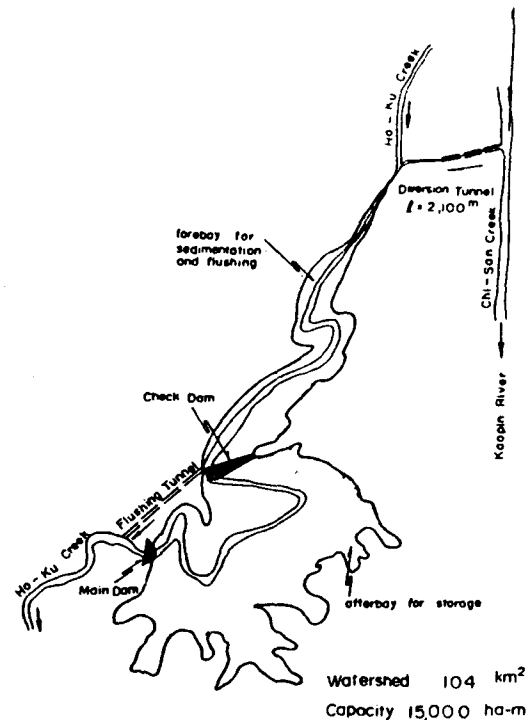 Ho - Ku Creek
Diversion Tunnel
ℓ = 2,100 m
Chi-San Creek
Kaopin River
forebay for
sedimentation
and flushing
Check Dam
Flushing Tunnel
Ho - Ku Creek
Main Dam
afterbay for storage
Watershed 104 km²
Capacity 15,000 ha-m